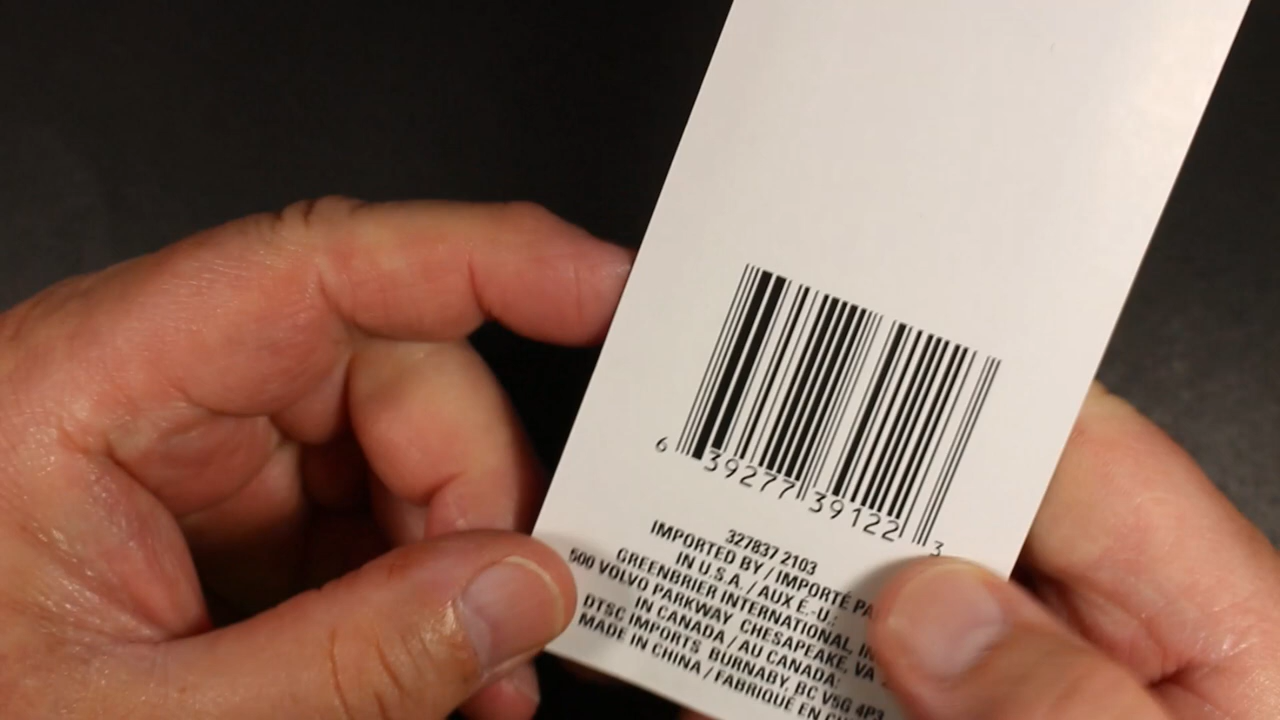 6 39277 39122 3
327837 2103
IMPORTED BY / IMPORTÉ PA
IN U.S.A. / AUX É.-U.:
GREENBRIER INTERNATIONAL, IN
500 VOLVO PARKWAY CHESAPEAKE, VA
IN CANADA / AU CANADA:
DTSC IMPORTS BURNABY, BC V5G 4P3
MADE IN CHINA / FABRIQUÉ EN CH